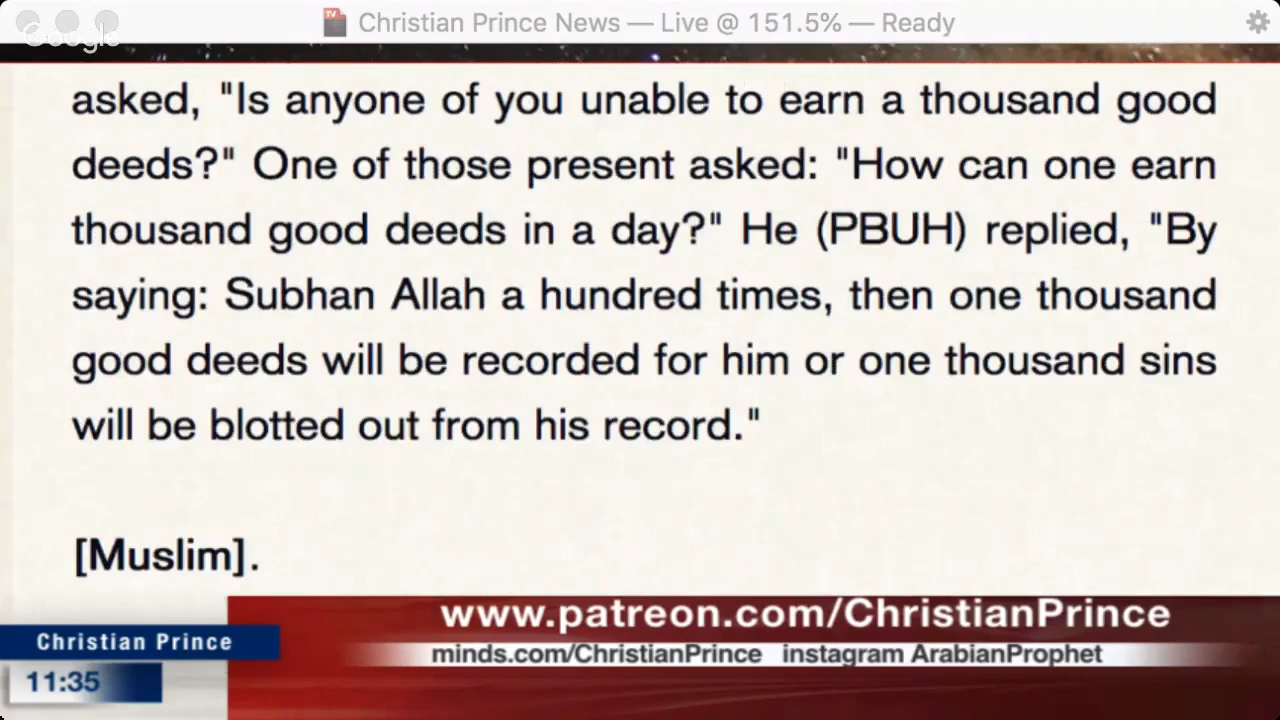 Christian Prince News — Live @ 151.5% — Ready
Google
asked, "Is anyone of you unable to earn a thousand good
deeds?" One of those present asked: "How can one earn
thousand good deeds in a day?" He (PBUH) replied, "By
saying: Subhan Allah a hundred times, then one thousand
good deeds will be recorded for him or one thousand sins
will be blotted out from his record."
[Muslim].
www.patreon.com/ChristianPrince
Christian Prince
minds.com/ChristianPrince instagram ArabianProphet
11:35